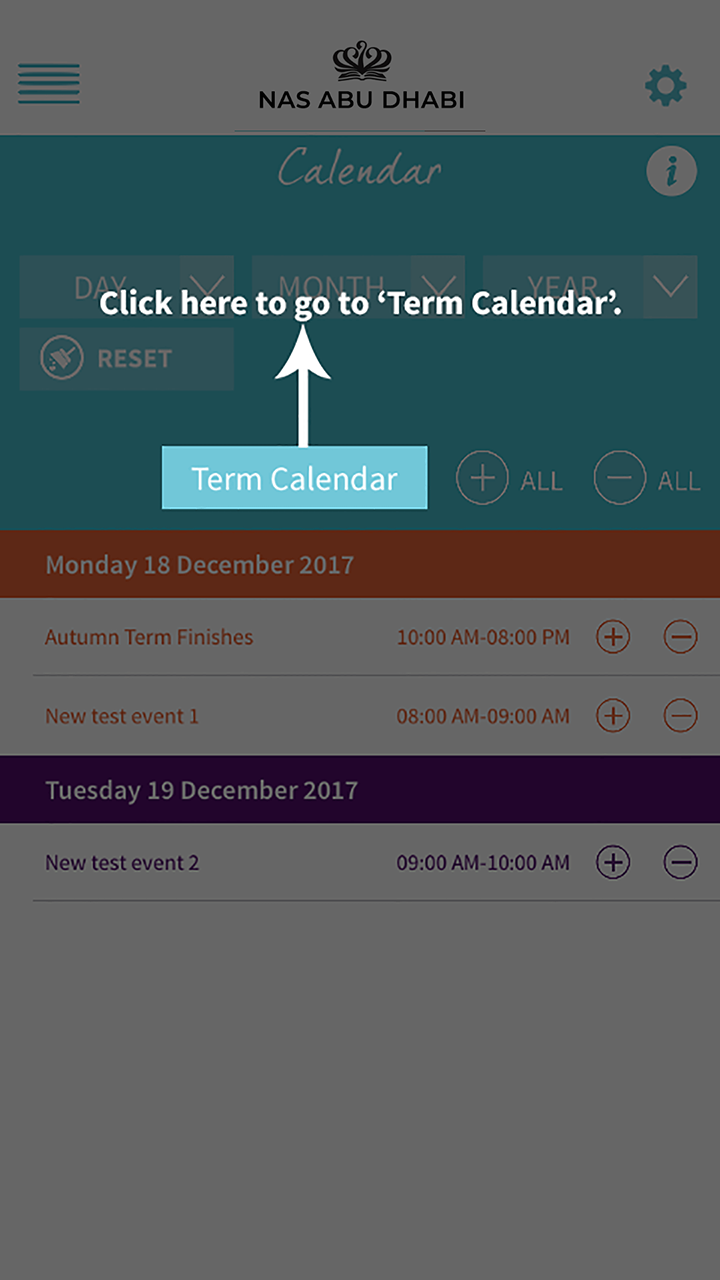 NAS ABU DHABI
Calendar
i
DAY MONTH YEAR
Click here to go to ‘Term Calendar’.
RESET
Term Calendar ALL ALL
Monday 18 December 2017
Autumn Term Finishes 10:00 AM-08:00 PM
New test event 1 08:00 AM-09:00 AM
Tuesday 19 December 2017
New test event 2 09:00 AM-10:00 AM